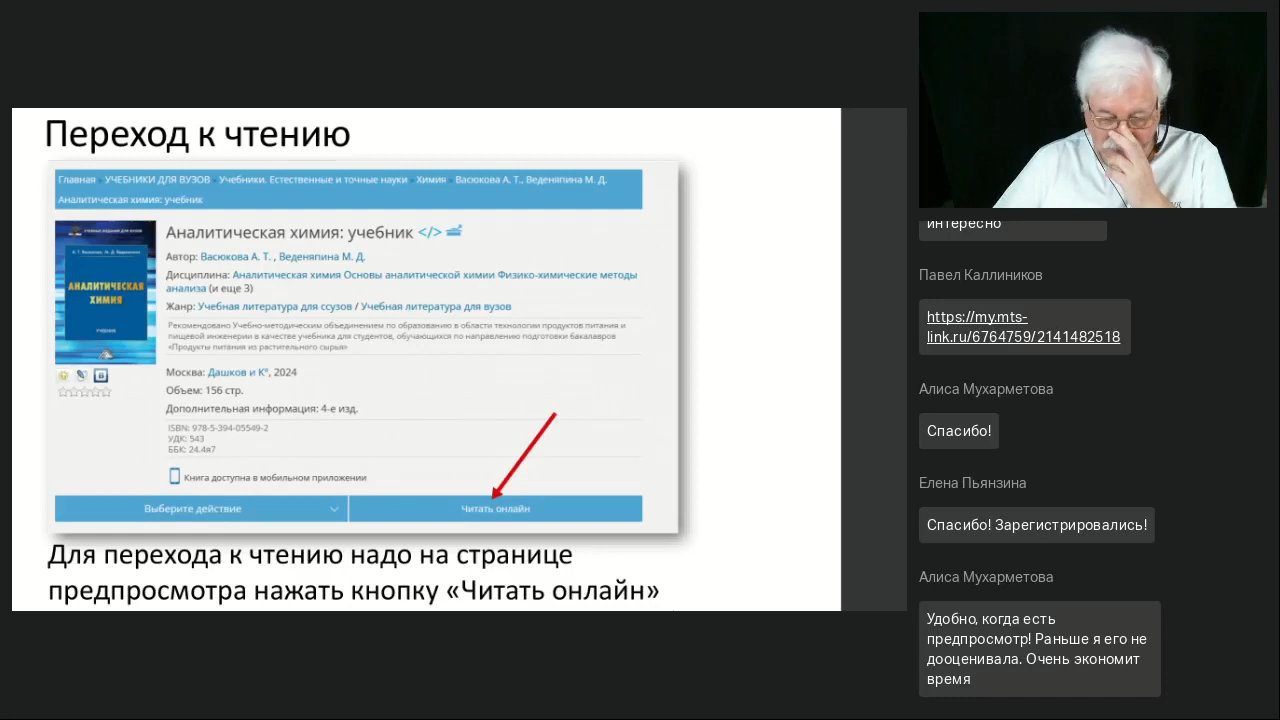 Переход к чтению
Главная УЧЕБНИКИ ДЛЯ ВУЗОВ Учебники. Естественные и точные науки Химия Васюкова А. Т., Веденяпина М. Д.
Аналитическая химия: учебник
АНАЛИТИЧЕСКАЯ
ХИМИЯ
Аналитическая химия: учебник </>
Автор: Васюкова А. Т. , Веденяпина М. Д.
Дисциплина: Аналитическая химия Основы аналитической химии Физико-химические методы
анализа (и еще 3)
Жанр: Учебная литература для ссузов / Учебная литература для вузов
Рекомендовано Учебно-методическим объединением по образованию в области технологии продуктов питания и
пищевой инженерии в качестве учебника для студентов, обучающихся по направлению подготовки бакалавров
«Продукты питания из растительного сырья»
Москва: Дашков и К°, 2024
Объем: 156 стр.
Дополнительная информация: 4-е изд.
ISBN: 978-5-394-05549-2
УДК: 543
ББК: 24.4я7
Книга доступна в мобильном приложении
Выберите действие
Читать онлайн
Для перехода к чтению надо на странице
предпросмотра нажать кнопку «Читать онлайн»
интересно
Павел Каллиников
https://my.mts-
link.ru/6764759/2141482518
Алиса Мухарметова
Спасибо!
Елена Пьянзина
Спасибо! Зарегистрировались!
Алиса Мухарметова
Удобно, когда есть
предпросмотр! Раньше я его не
дооценивала. Очень экономит
время